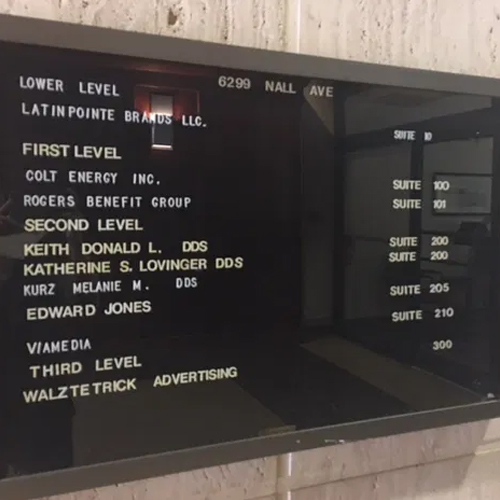 LOWER LEVEL 6299 NALL AVE
LATINPOINTE BRANDS LLC. SUITE 10
FIRST LEVEL
COLT ENERGY INC. SUITE 100
ROGERS BENEFIT GROUP SUITE 101
SECOND LEVEL
KEITH DONALD L. DDS SUITE 200
KATHERINE S. LOVINGER DDS SUITE 200
KURZ MELANIE M. DDS SUITE 205
EDWARD JONES SUITE 210
VIAMEDIA 300
THIRD LEVEL
WALZTETRICK ADVERTISING